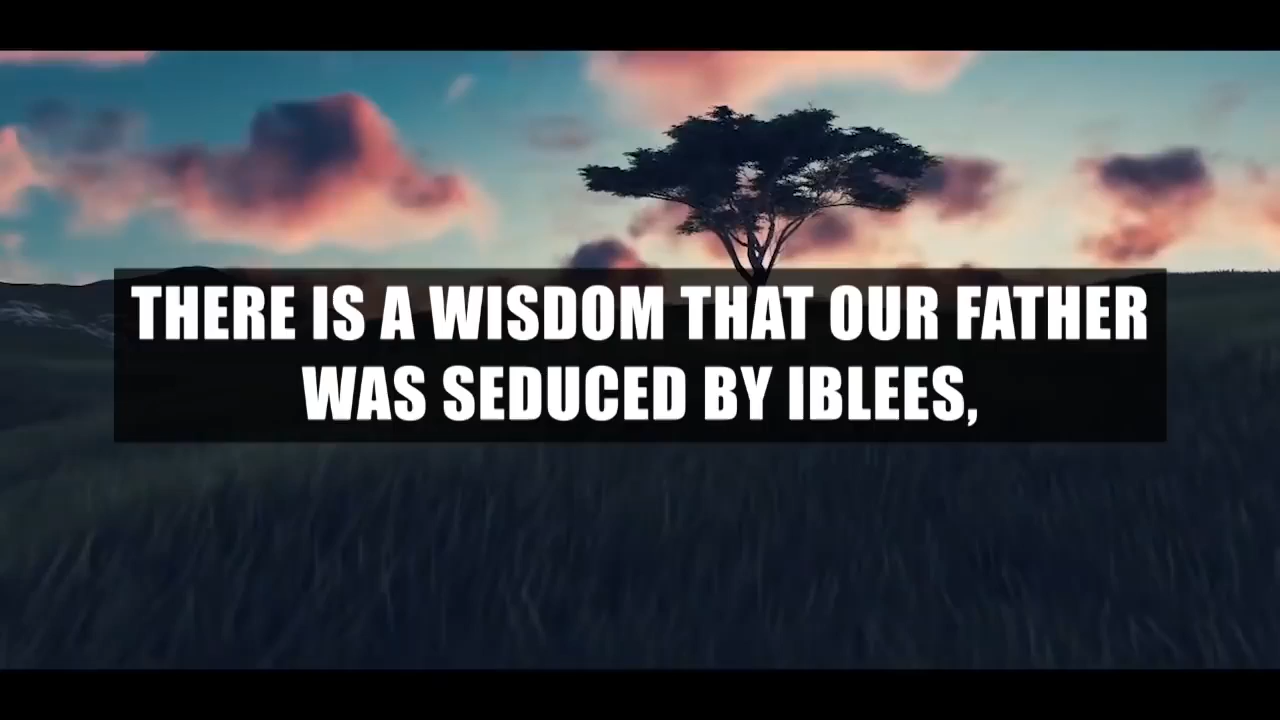 THERE IS A WISDOM THAT OUR FATHER
WAS SEDUCED BY IBLEES,